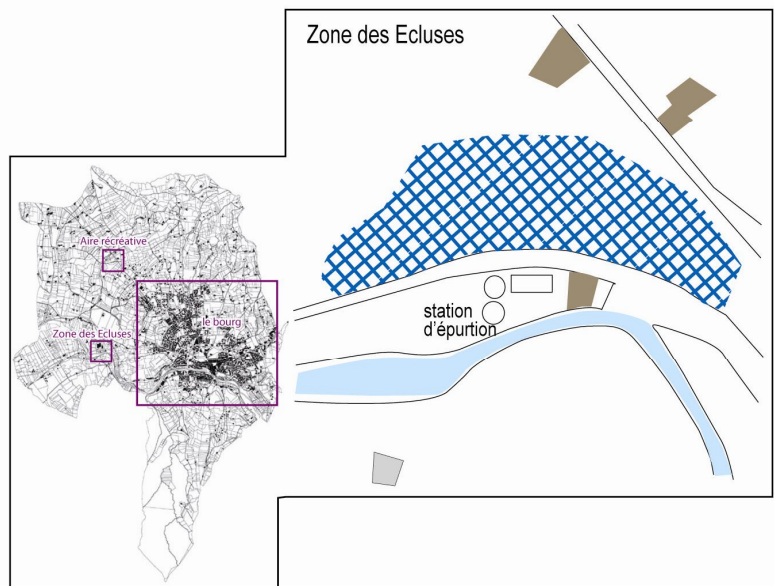 Zone des Ecluses
Aire récréative
le bourg
Zone des Ecluses
station
d'épurtion